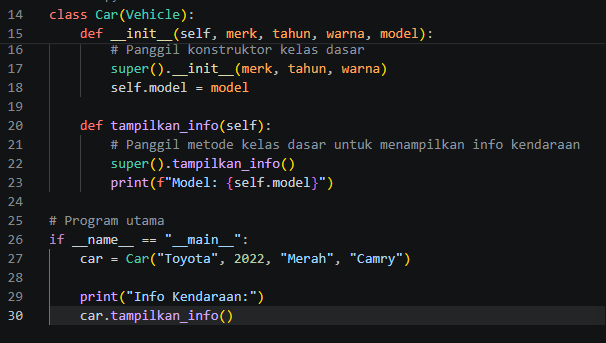 14 class Car(Vehicle):
15     def __init__(self, merk, tahun, warna, model):
16         # Panggil konstruktor kelas dasar
17         super().__init__(merk, tahun, warna)
18         self.model = model
19
20     def tampilkan_info(self):
21         # Panggil metode kelas dasar untuk menampilkan info kendaraan
22         super().tampilkan_info()
23         print(f"Model: {self.model}")
24
25 # Program utama
26 if __name__ == "__main__":
27     car = Car("Toyota", 2022, "Merah", "Camry")
28
29     print("Info Kendaraan:")
30     car.tampilkan_info()